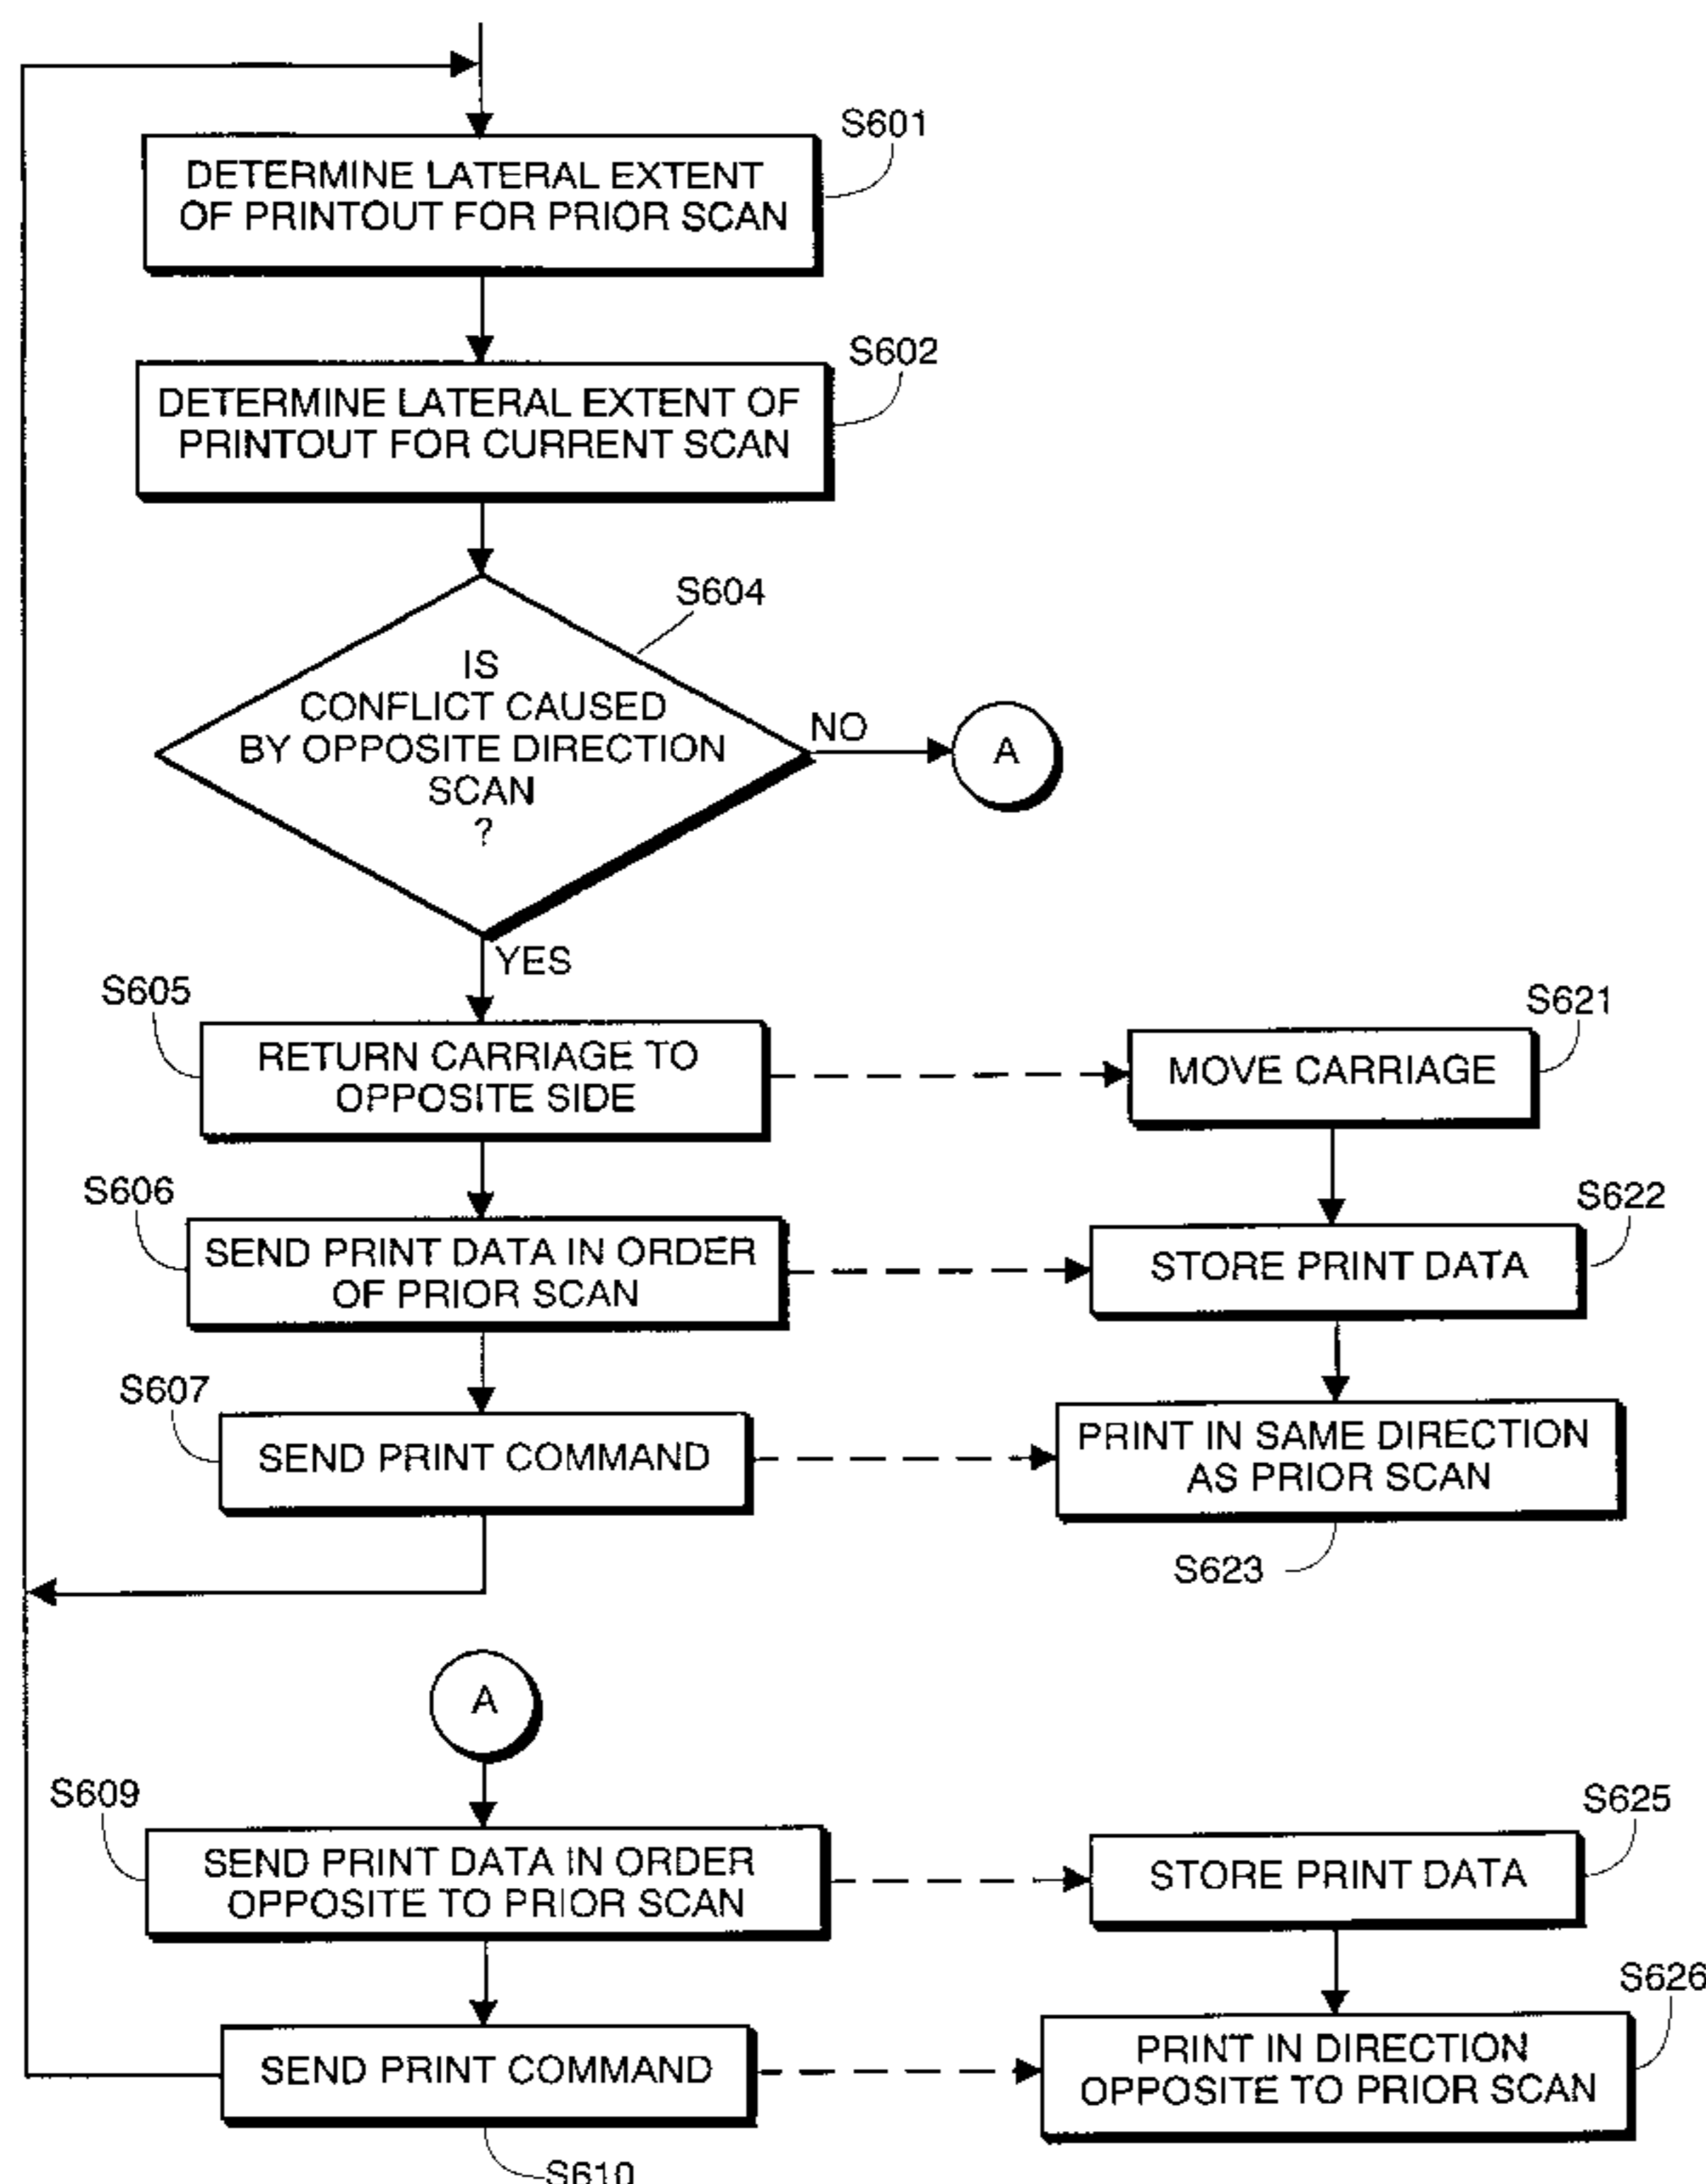 S601
DETERMINE LATERAL EXTENT
OF PRINTOUT FOR PRIOR SCAN
S602
DETERMINE LATERAL EXTENT OF
PRINTOUT FOR CURRENT SCAN
S604
IS
CONFLICT CAUSED
BY OPPOSITE DIRECTION
SCAN
?
NO
A
YES
S605
RETURN CARRIAGE TO
OPPOSITE SIDE
S621
MOVE CARRIAGE
S606
SEND PRINT DATA IN ORDER
OF PRIOR SCAN
S622
STORE PRINT DATA
S607
SEND PRINT COMMAND
PRINT IN SAME DIRECTION
AS PRIOR SCAN
S623
A
S609
SEND PRINT DATA IN ORDER
OPPOSITE TO PRIOR SCAN
S625
STORE PRINT DATA
SEND PRINT COMMAND
S610
S626
PRINT IN DIRECTION
OPPOSITE TO PRIOR SCAN